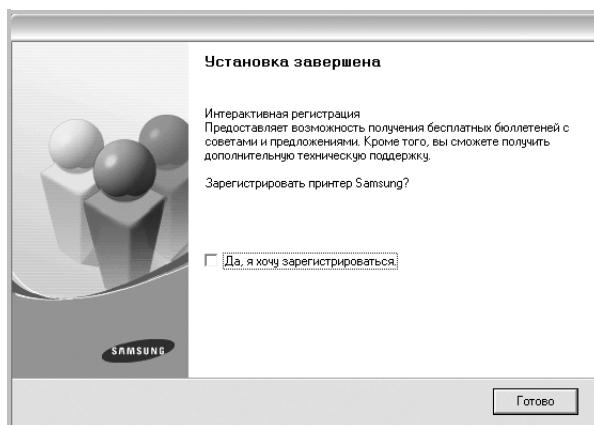 Установка завершена
Интерактивная регистрация
Предоставляет возможность получения бесплатных бюллетеней с
советами и предложениями. Кроме того, вы сможете получить
дополнительную техническую поддержку.
Зарегистрировать принтер Samsung?
Да, я хочу зарегистрироваться.
SAMSUNG
Готово